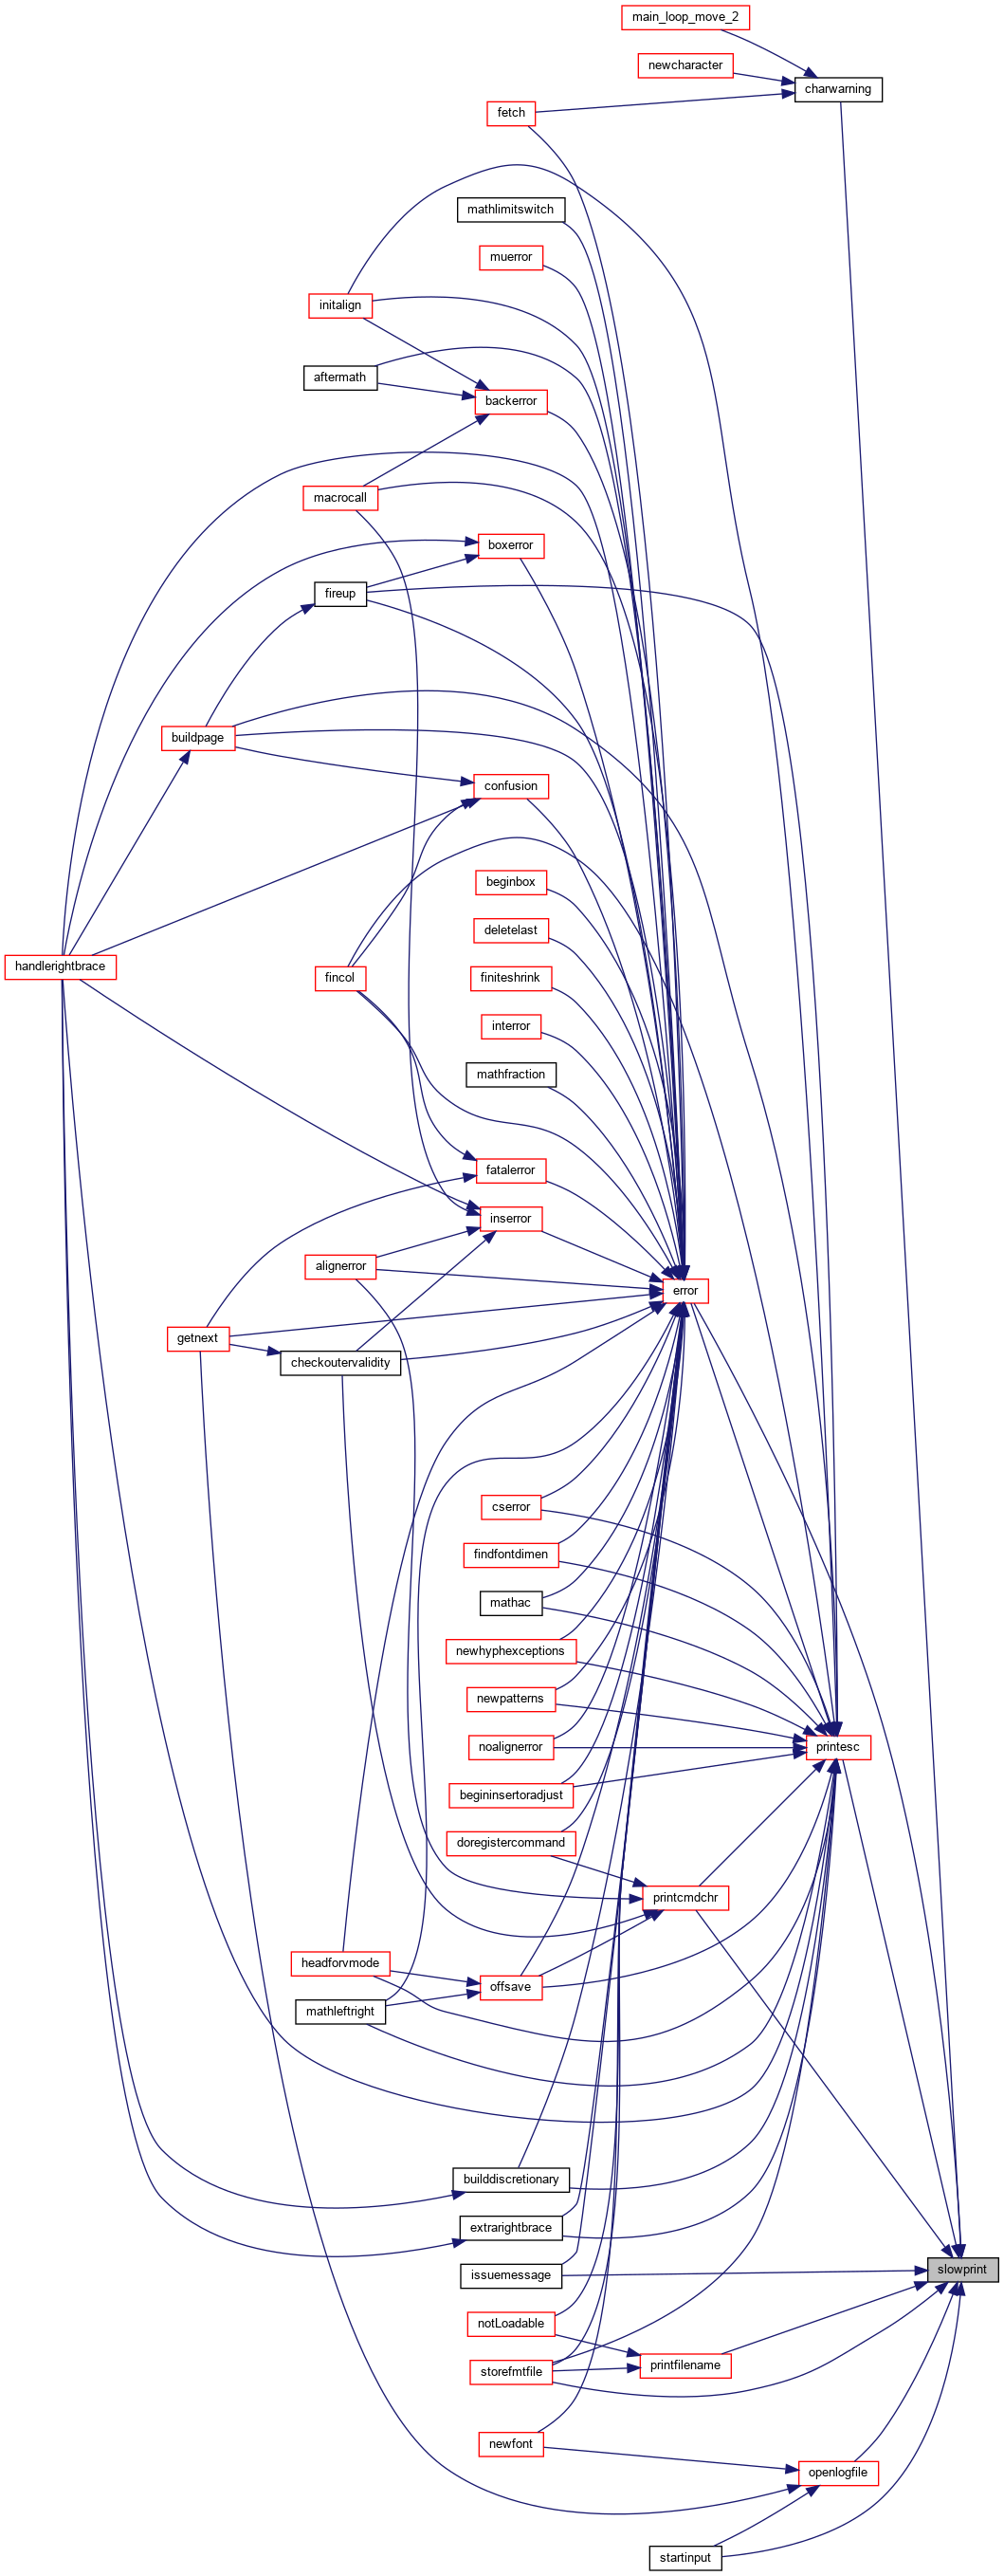 main_loop_move_2
newcharacter
charwarning
fetch
mathlimitswitch
muerror
initalign
aftermath
backerror
macrocall
boxerror
fireup
buildpage
confusion
beginbox
deletelast
handlerightbrace
fincol
finiteshrink
interror
mathfraction
fatalerror
inserror
alignerror
error
getnext
checkoutervalidity
cserror
findfontdimen
mathac
newhyphexceptions
newpatterns
noalignerror
printesc
begininsertoradjust
doregistercommand
printcmdchr
headforvmode
offsave
mathleftright
builddiscretionary
extrarightbrace
issuemessage
slowprint
notLoadable
printfilename
storefmtfile
newfont
openlogfile
startinput